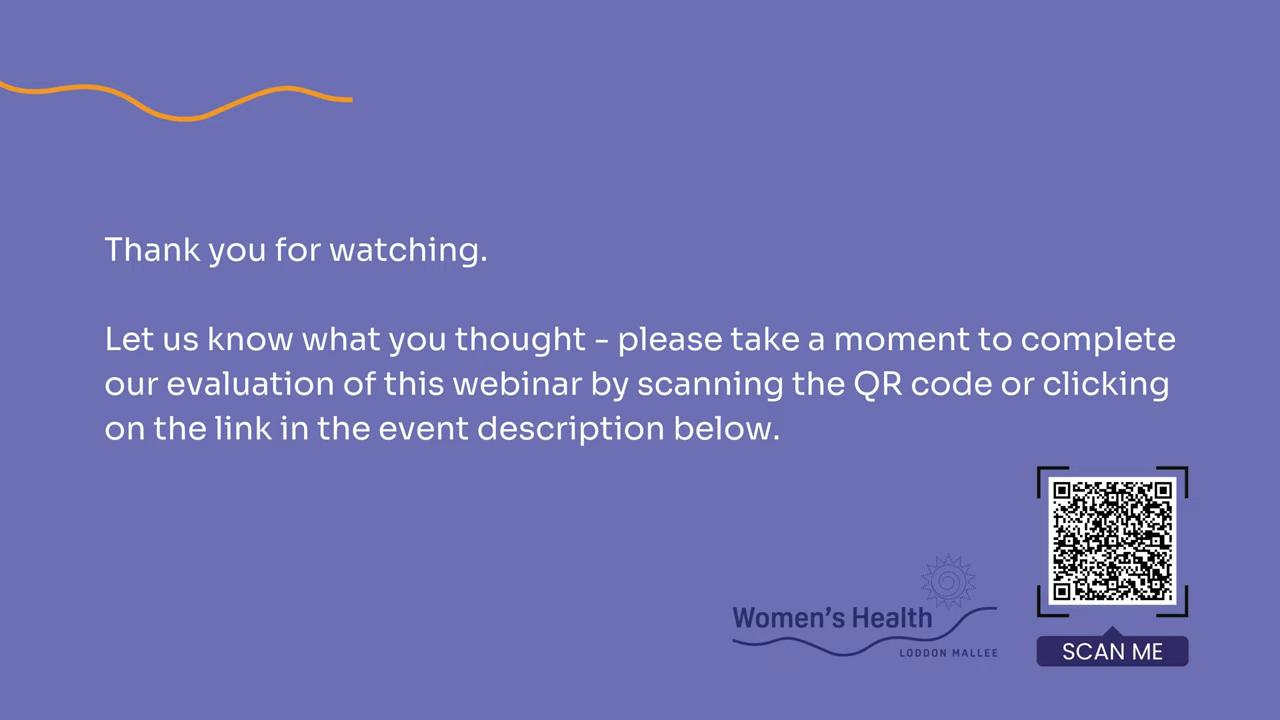 Thank you for watching.
Let us know what you thought - please take a moment to complete
our evaluation of this webinar by scanning the QR code or clicking
on the link in the event description below.
Women's Health
LODDON MALLEE
SCAN ME